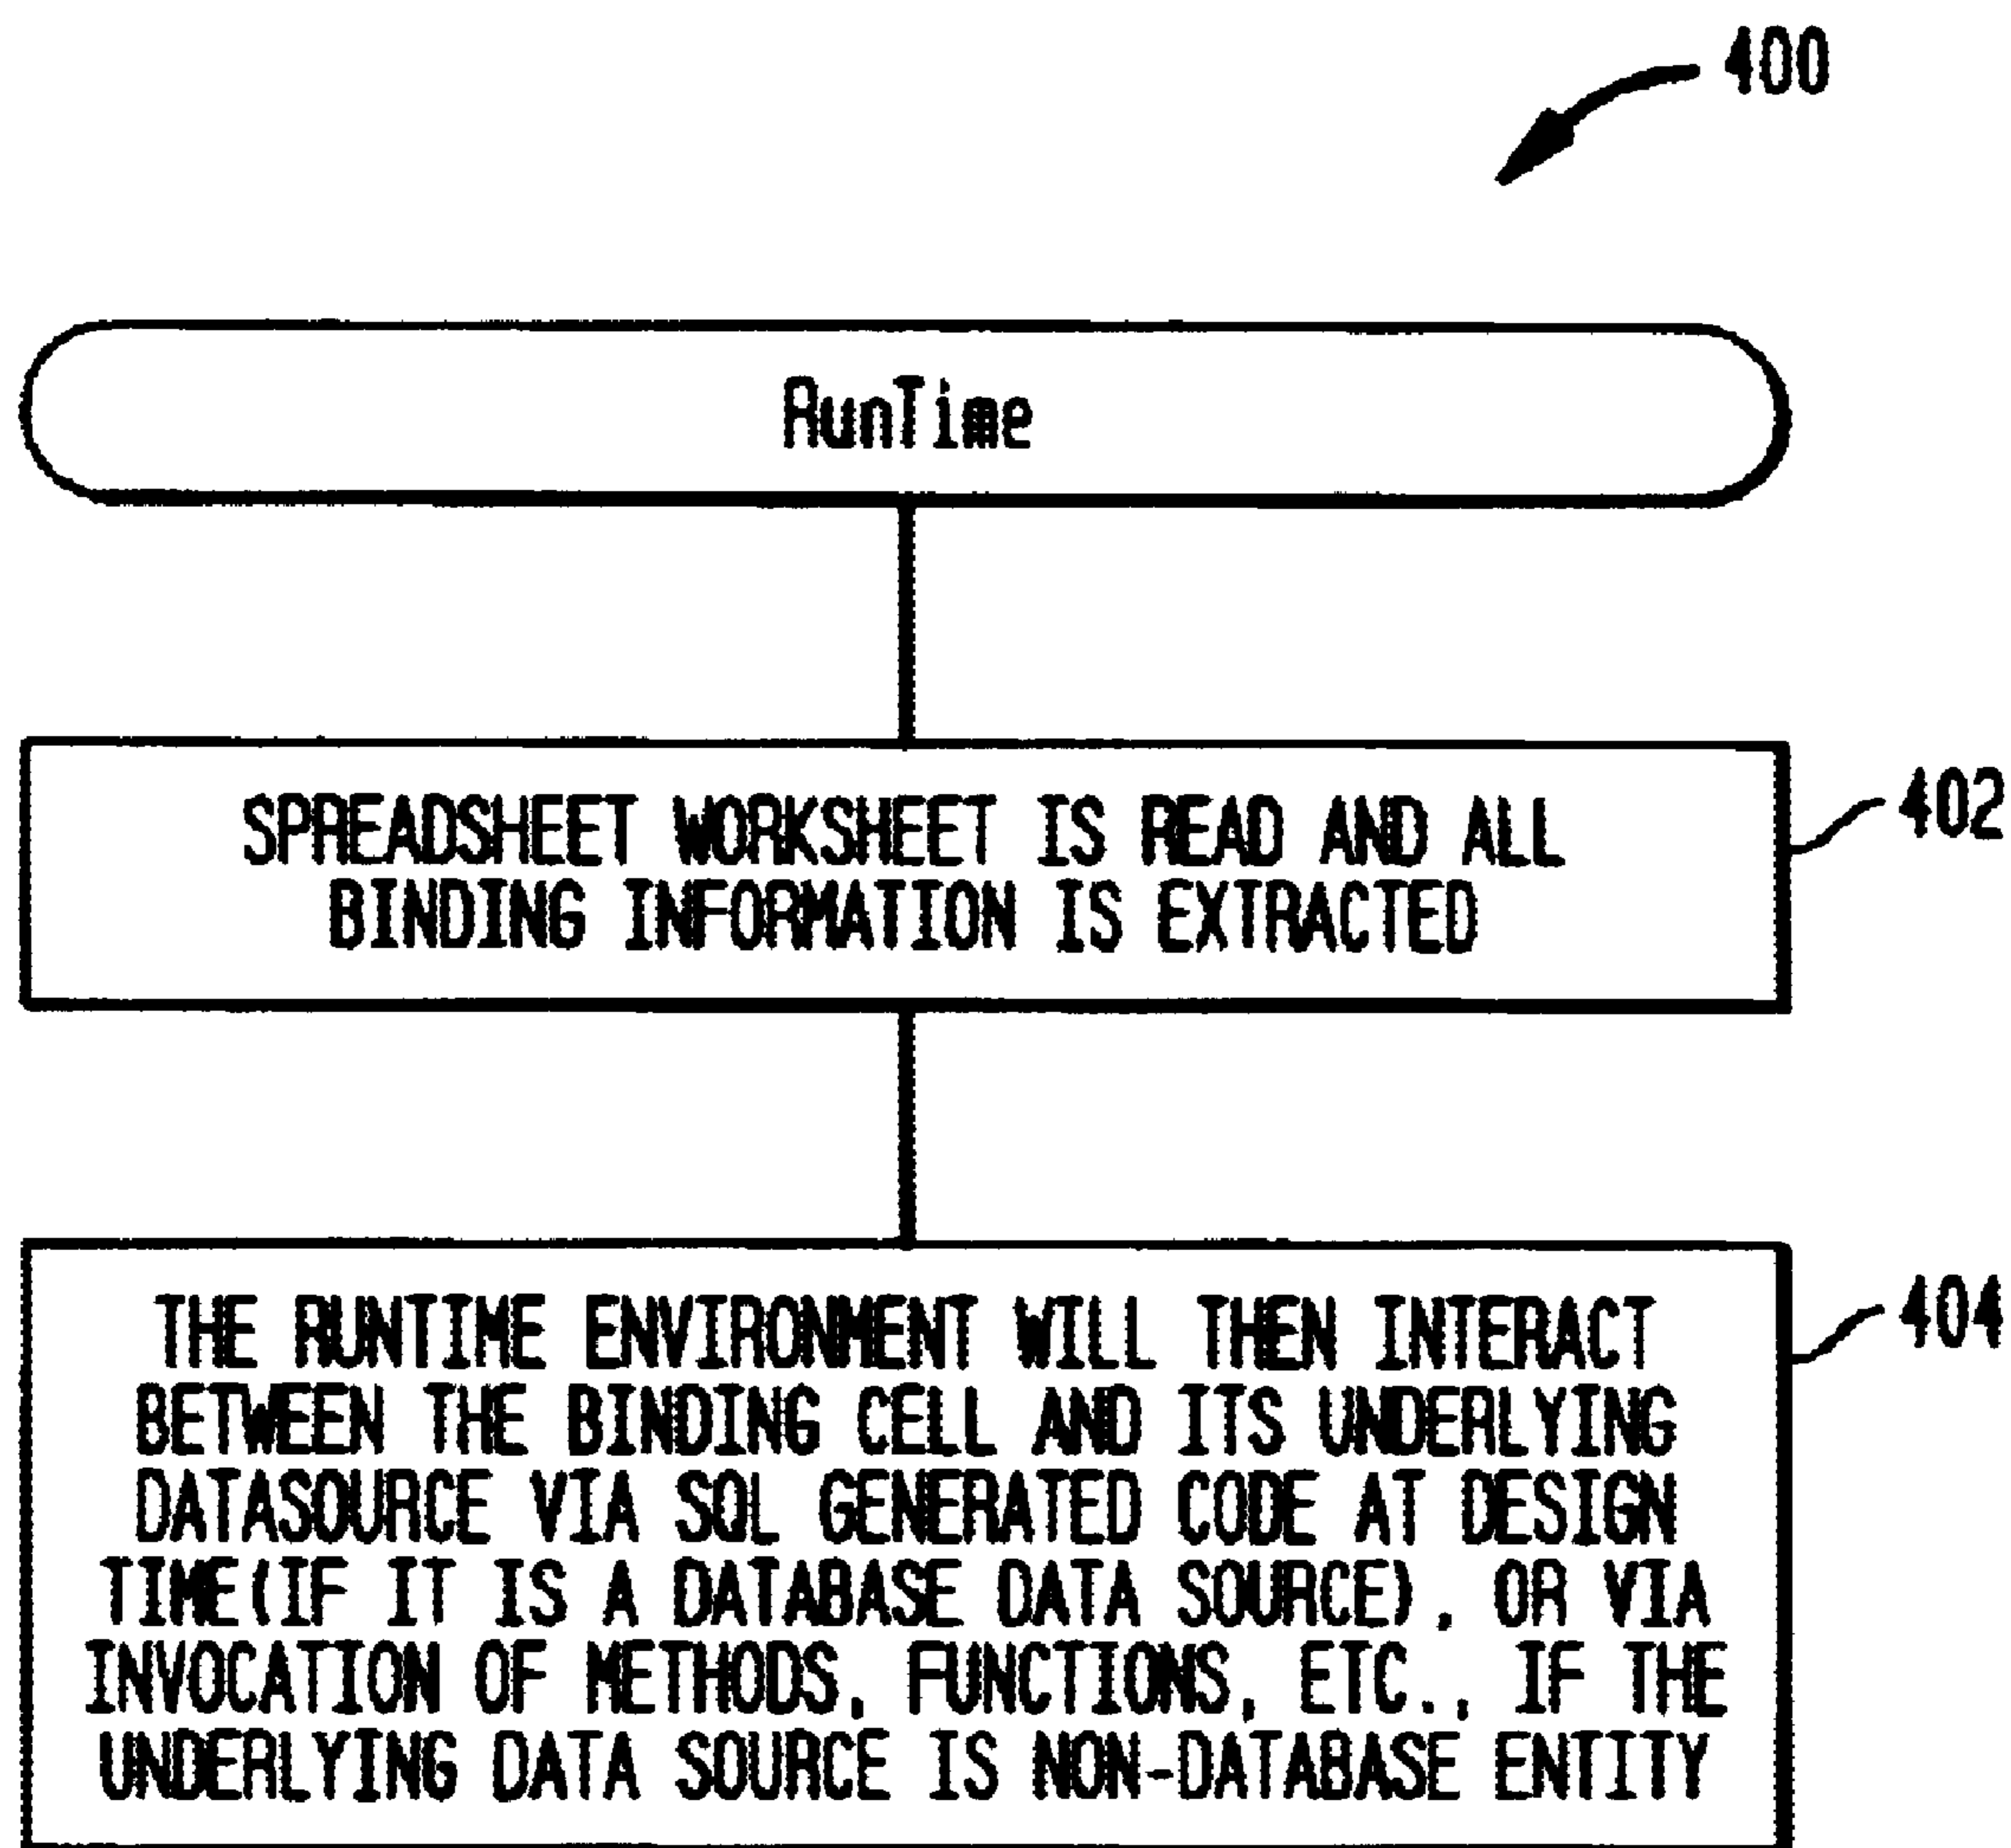 400
RunTime
SPREADSHEET WORKSHEET IS READ AND ALL
BINDING INFORMATION IS EXTRACTED
402
THE RUNTIME ENVIRONMENT WILL THEN INTERACT
BETWEEN THE BINDING CELL AND ITS UNDERLYING
DATASOURCE VIA SQL GENERATED CODE AT DESIGN
TIME(IF IT IS A DATABASE DATA SOURCE), OR VIA
INVOCATION OF METHODS, FUNCTIONS, ETC., IF THE
UNDERLYING DATA SOURCE IS NON-DATABASE ENTITY
404